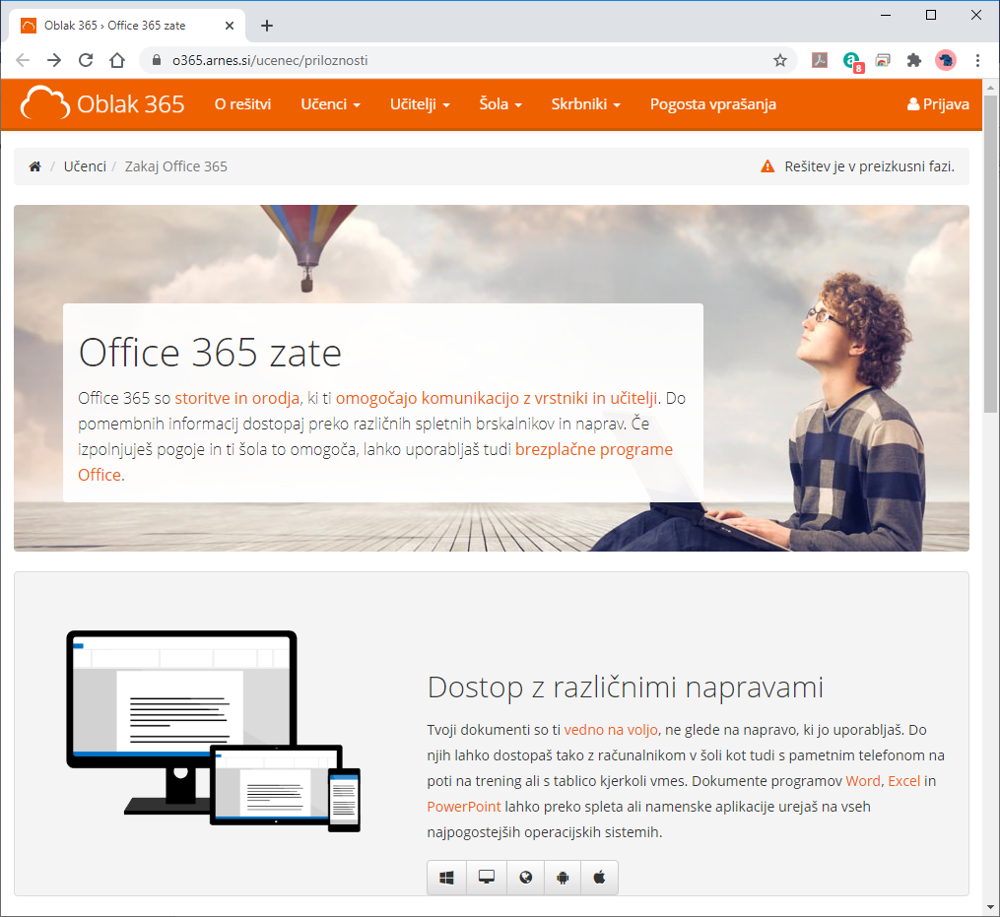 Oblak 365 › Office 365 zate
o365.arnes.si/ucenec/priloznosti
8
Oblak 365 O rešitvi Učenci Učitelji Šola Skrbniki Pogosta vprašanja Prijava
/ Učenci / Zakaj Office 365 Rešitev je v preizkusni fazi.
Office 365 zate
Office 365 so storitve in orodja, ki ti omogočajo komunikacijo z vrstniki in učitelji. Do
pomembnih informacij dostopaj preko različnih spletnih brskalnikov in naprav. Če
izpolnjuješ pogoje in ti šola to omogoča, lahko uporabljaš tudi brezplačne programe
Office.
Dostop z različnimi napravami
Tvoji dokumenti so ti vedno na voljo, ne glede na napravo, ki jo uporabljaš. Do
njih lahko dostopaš tako z računalnikom v šoli kot tudi s pametnim telefonom na
poti na trening ali s tablico kjerkoli vmes. Dokumente programov Word, Excel in
PowerPoint lahko preko spleta ali namenske aplikacije urejaš na vseh
najpogostejših operacijskih sistemih.